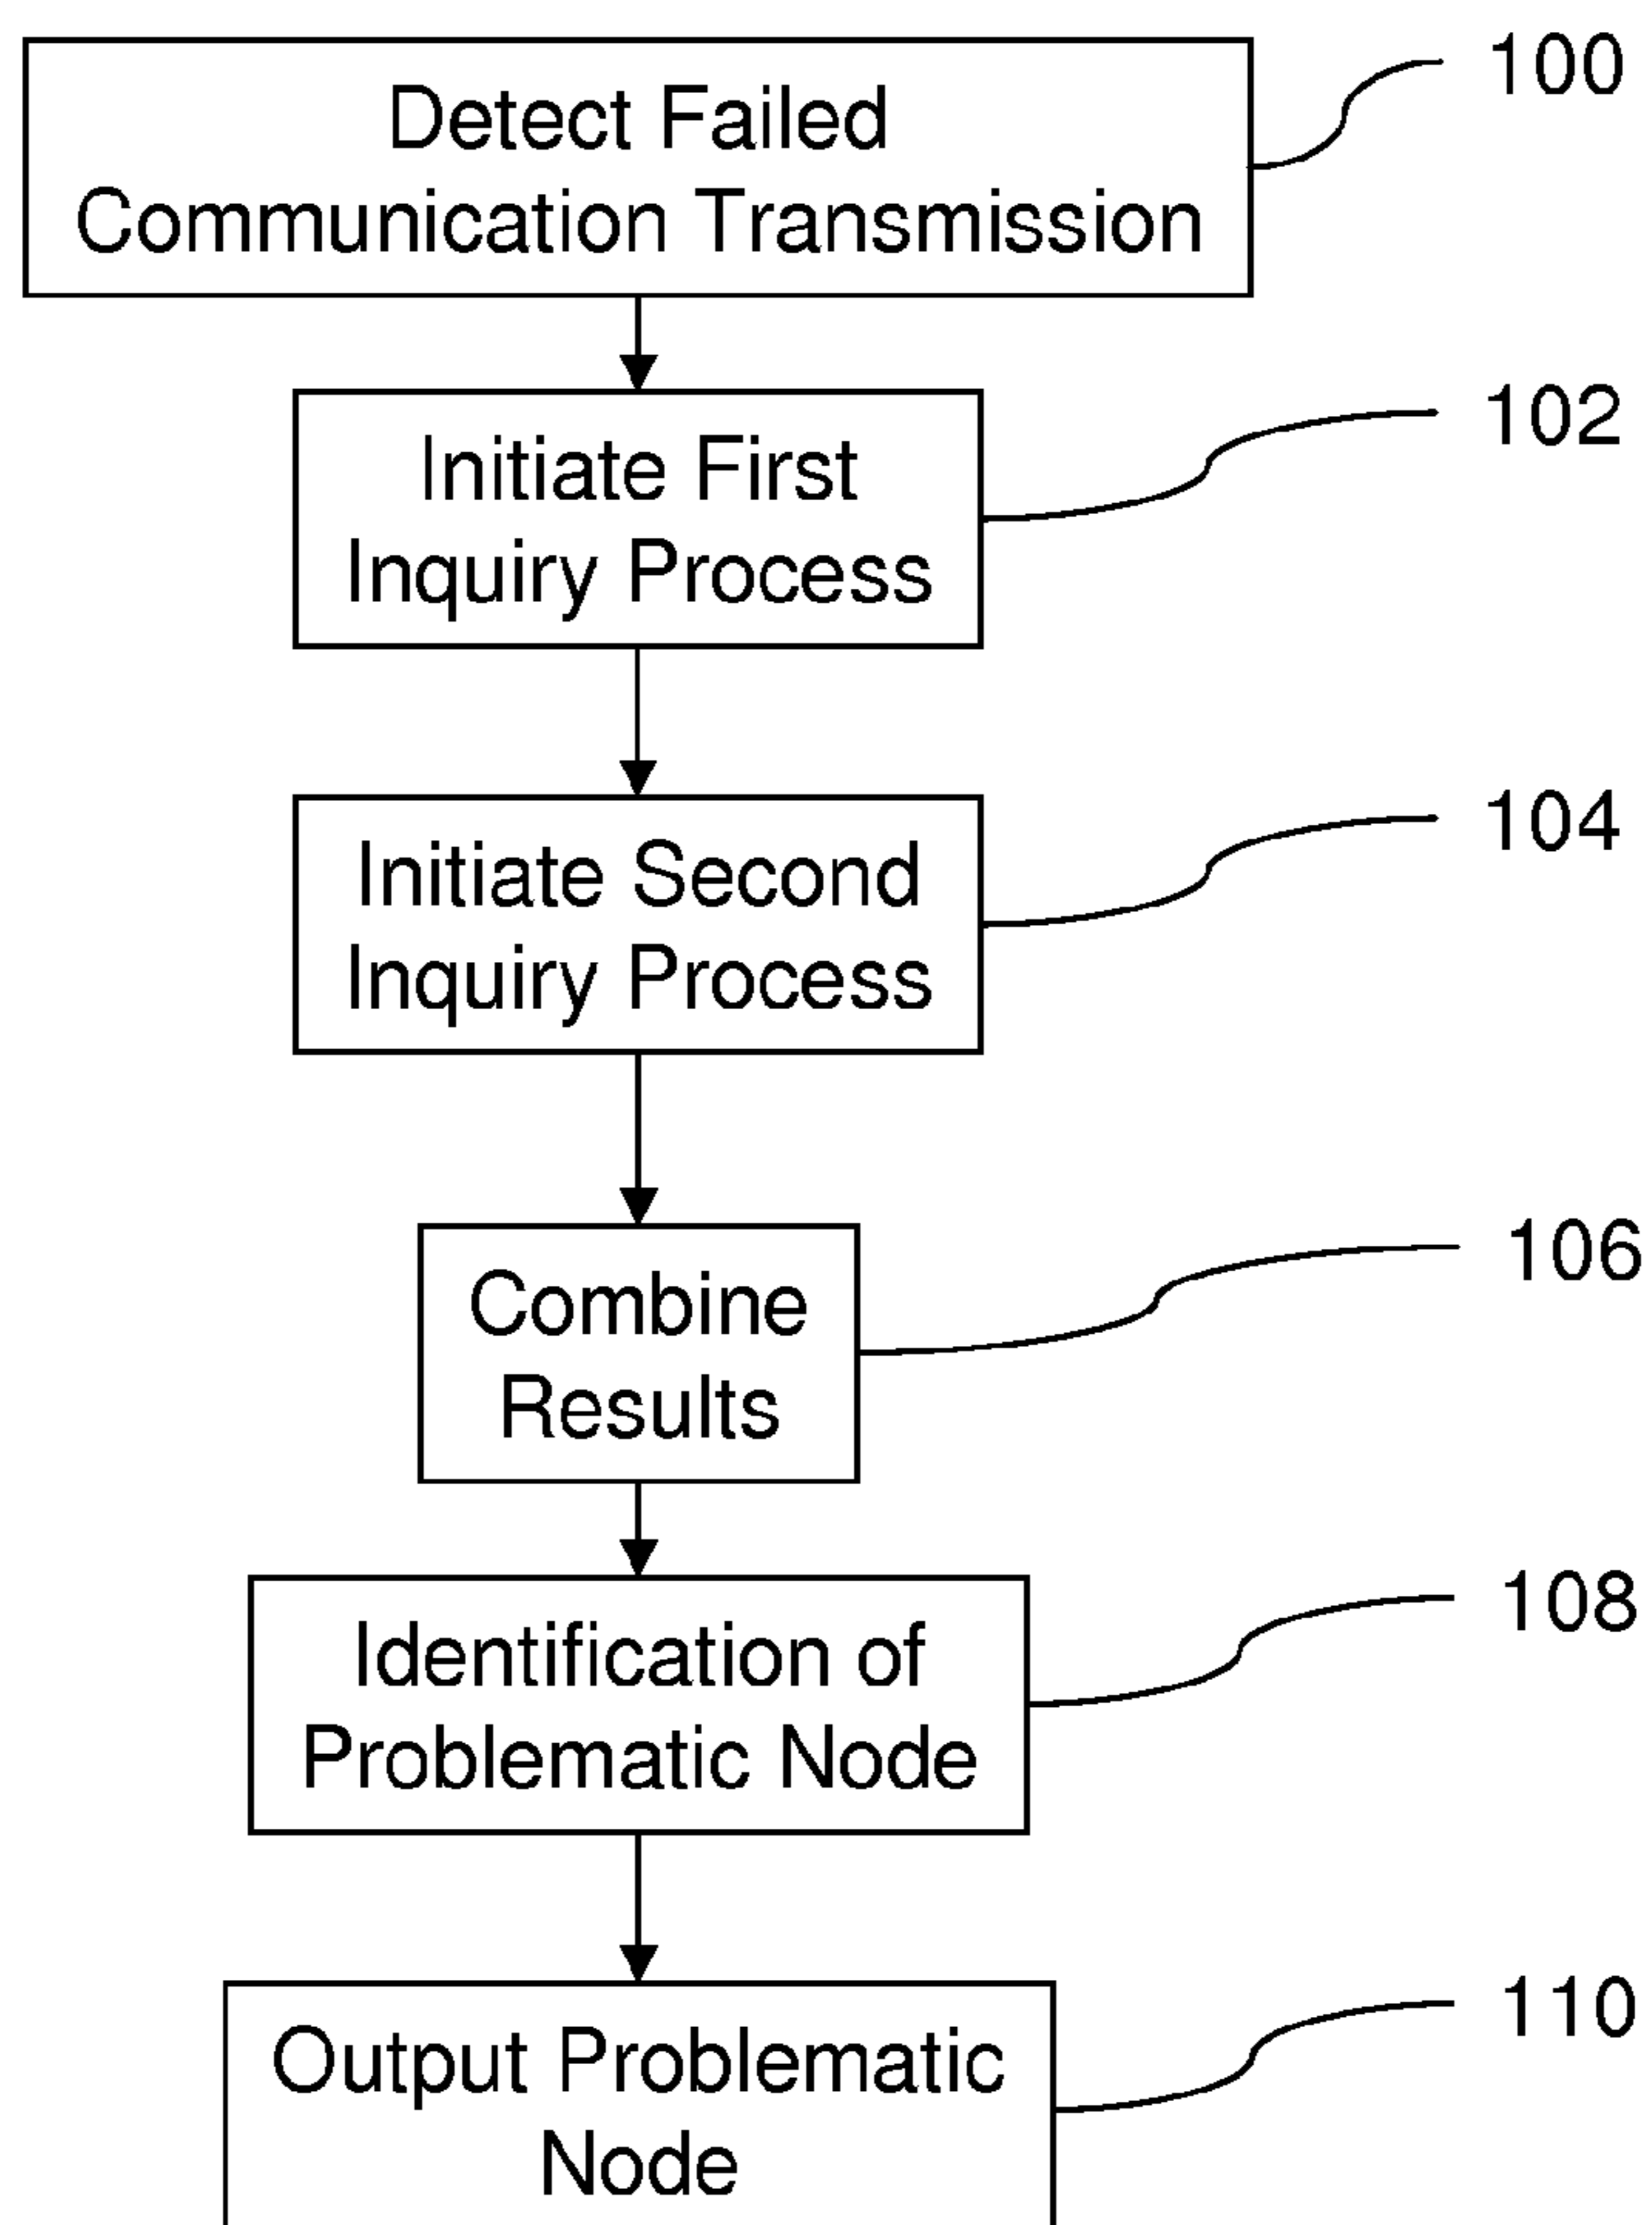 Detect Failed
Communication Transmission
100
Initiate First
Inquiry Process
102
Initiate Second
Inquiry Process
104
Combine
Results
106
Identification of
Problematic Node
108
Output Problematic
Node
110